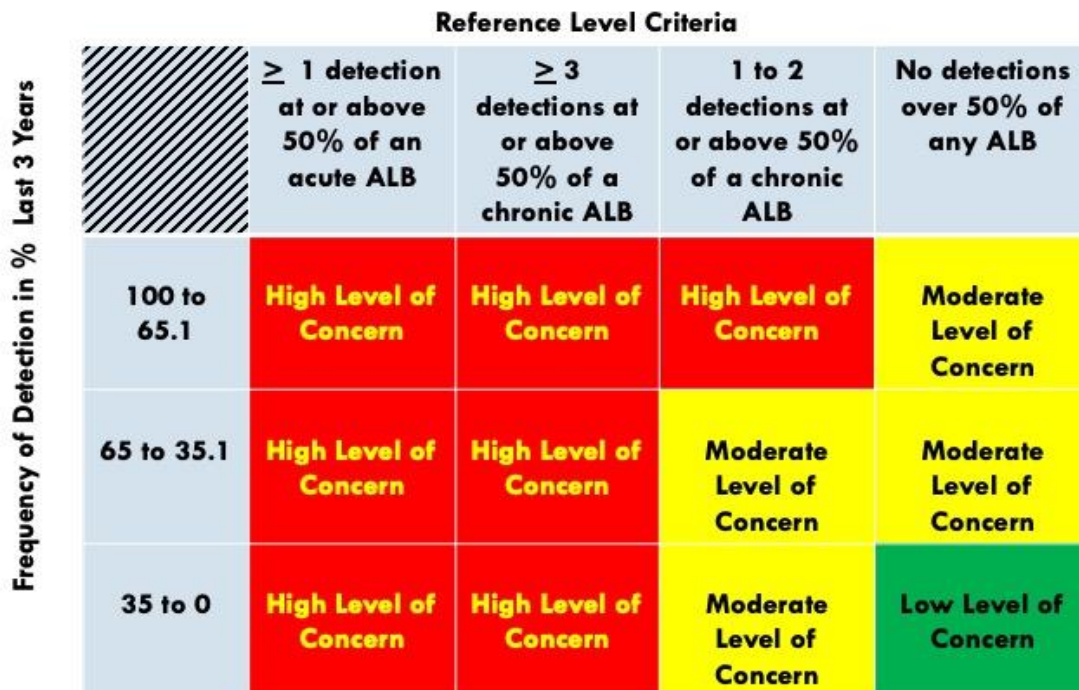 Reference Level Criteria
Frequency of Detection in % Last 3 Years
≥ 1 detection
at or above
50% of an
acute ALB
≥ 3
detections at
or above
50% of a
chronic ALB
1 to 2
detections at
or above 50%
of a chronic
ALB
No detections
over 50% of
any ALB
100 to
65.1
High Level of
Concern
High Level of
Concern
High Level of
Concern
Moderate
Level of
Concern
65 to 35.1
High Level of
Concern
High Level of
Concern
Moderate
Level of
Concern
Moderate
Level of
Concern
35 to 0
High Level of
Concern
High Level of
Concern
Moderate
Level of
Concern
Low Level of
Concern